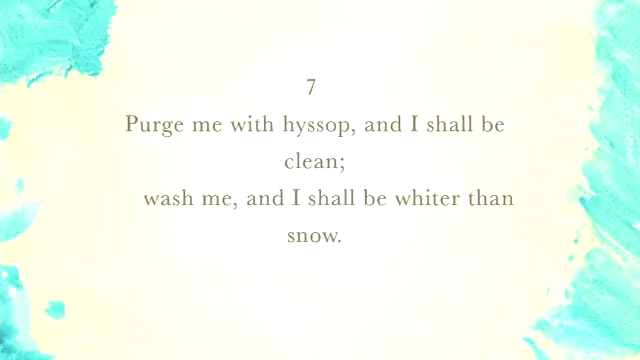 7
Purge me with hyssop, and I shall be
clean;
wash me, and I shall be whiter than
snow.